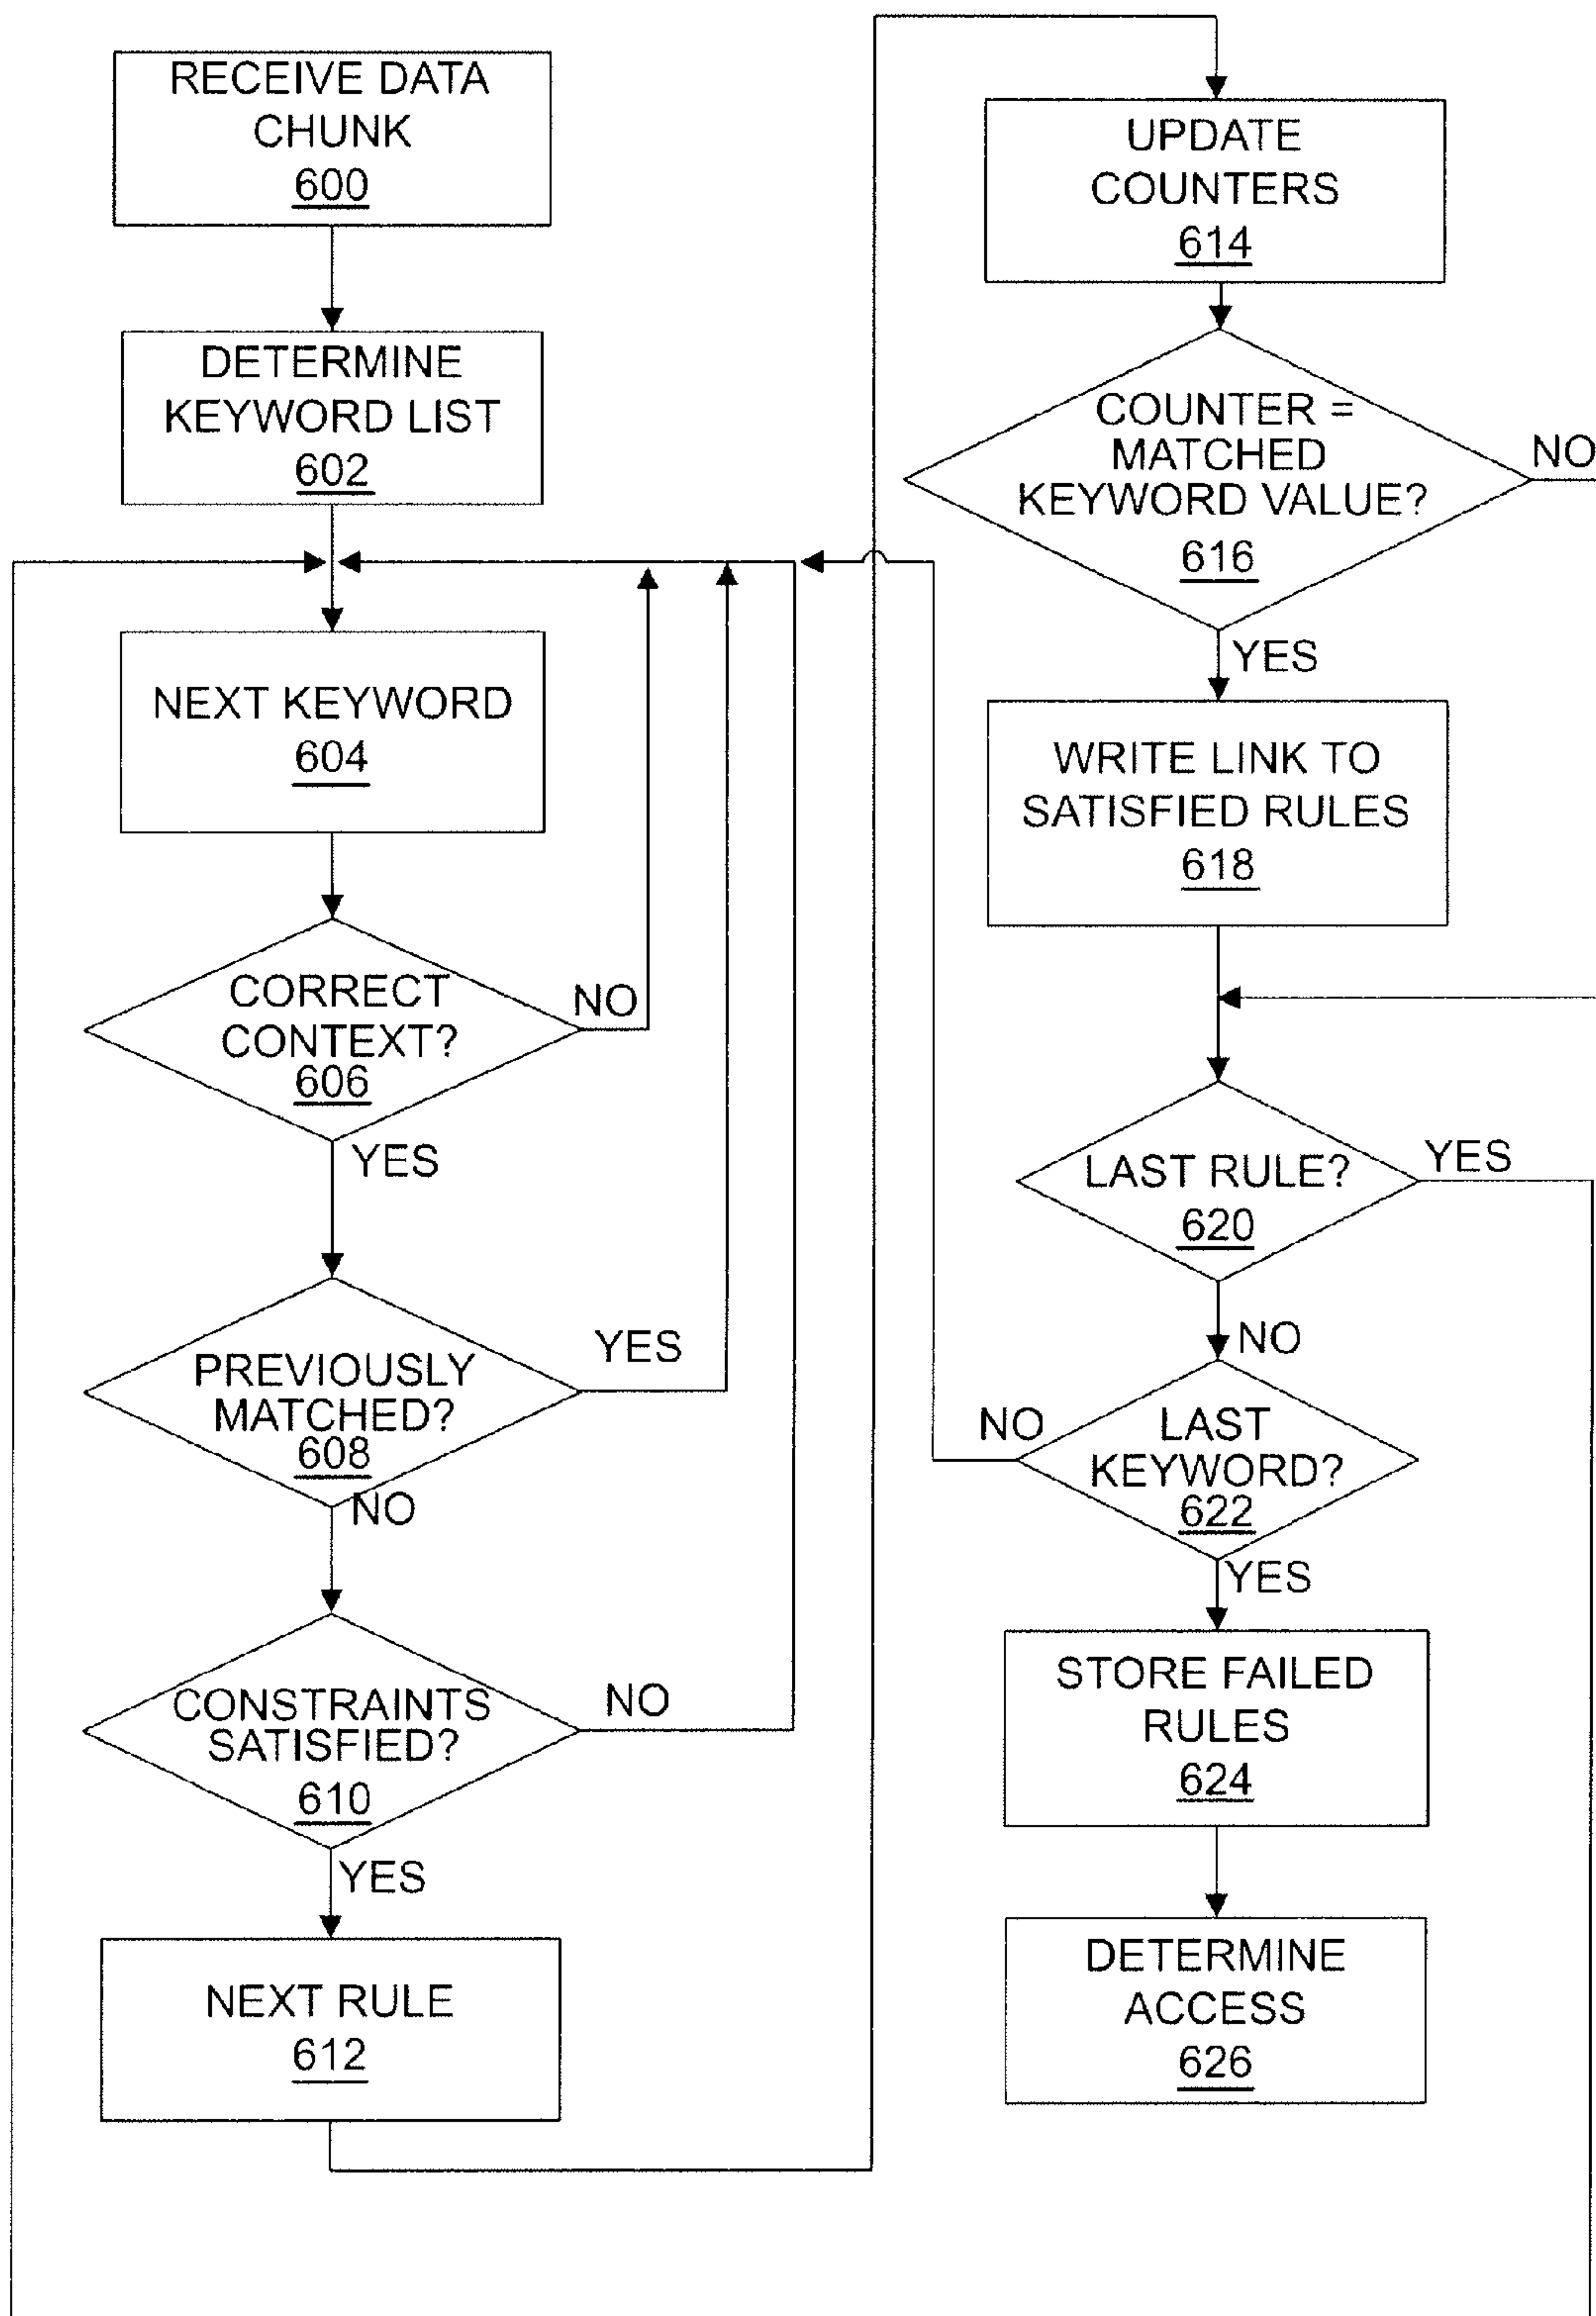 RECEIVE DATA
CHUNK
600
DETERMINE
KEYWORD LIST
602
NEXT KEYWORD
604
CORRECT
CONTEXT?
606
NO
YES
PREVIOUSLY
MATCHED?
608
YES
NO
CONSTRAINTS
SATISFIED?
610
NO
YES
NEXT RULE
612
UPDATE
COUNTERS
614
COUNTER =
MATCHED
KEYWORD VALUE?
616
NO
YES
WRITE LINK TO
SATISFIED RULES
618
LAST RULE?
620
YES
NO
LAST
KEYWORD?
622
NO
YES
STORE FAILED
RULES
624
DETERMINE
ACCESS
626